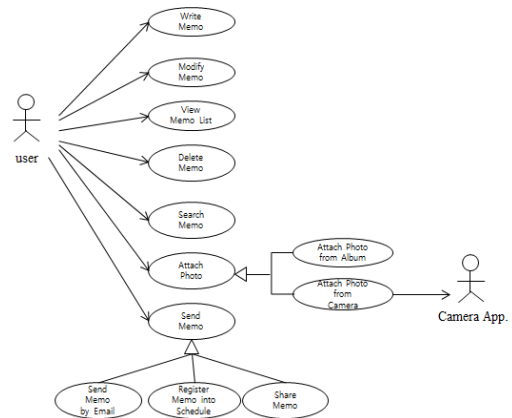 Write
Memo
Modify
Memo
View
Memo List
user
Delete
Memo
Search
Memo
Attach
Photo
Attach Photo
from Album
Attach Photo
from
Camera
Camera App.
Send
Memo
Send
Memo
by Email
Register
Memo into
Schedule
Share
Memo